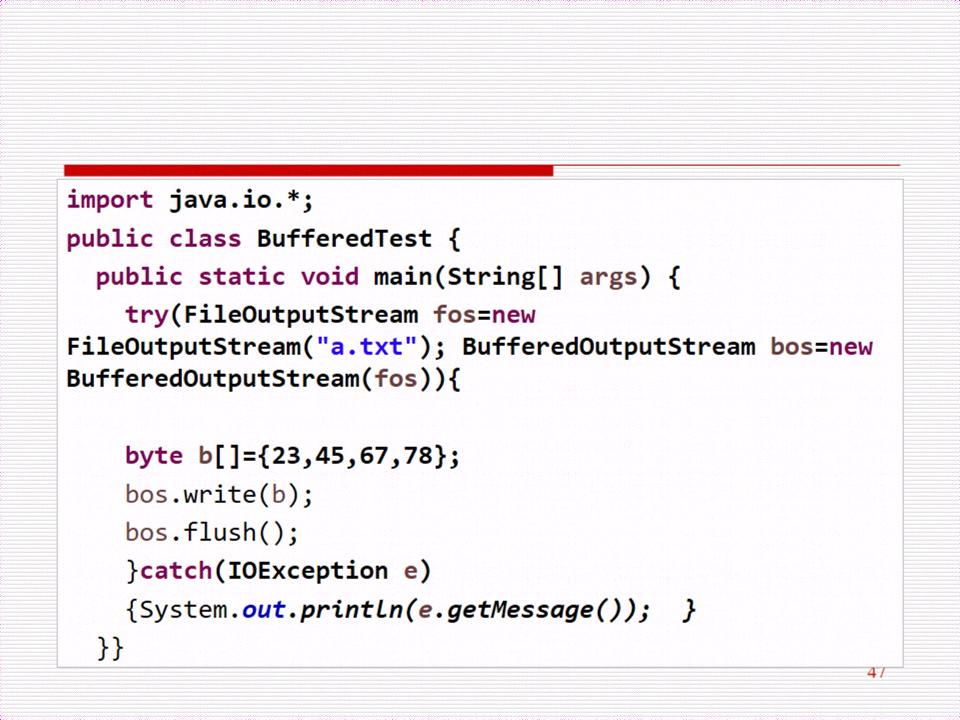 import java.io.*;
public class BufferedTest {
public static void main(String[] args) {
try(FileOutputStream fos=new
FileOutputStream("a.txt"); BufferedOutputStream bos=new
BufferedOutputStream(fos)){
byte b[]={23,45,67,78};
bos.write(b);
bos.flush();
}catch(IOException e)
{System.out.println(e.getMessage()); }
}}
47